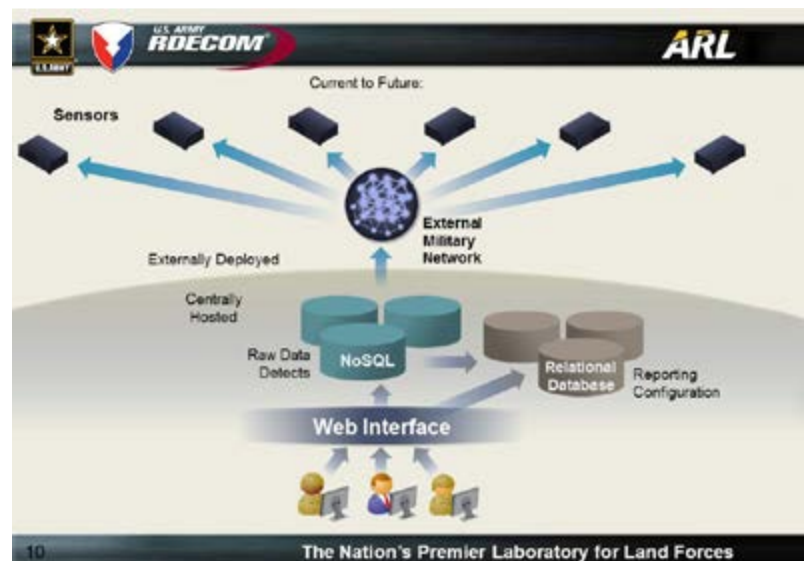 U.S. ARMY
U.S. ARMY
RDECOM®
ARL
Current to Future:
Sensors
External
Military
Network
Externally Deployed
Centrally
Hosted
Raw Data
Detects
NoSQL
Relational
Database
Reporting
Configuration
Web Interface
10
The Nation's Premier Laboratory for Land Forces